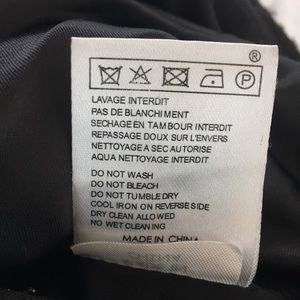 ®
P
LAVAGE INTERDIT
PAS DE BLANCHIMENT
SECHAGE EN TAMBOUR INTERDIT
REPASSAGE DOUX SUR L'ENVERS
NETTOYAGE A SEC AUTORISE
AQUA NETTOYAGE INTERDIT
DO NOT WASH
DO NOT BLEACH
DO NOT TUMBLE DRY
COOL IRON ON REVERSE SIDE
DRY CLEAN ALLOWED
NO WET CLEANING
MADE IN CHINA